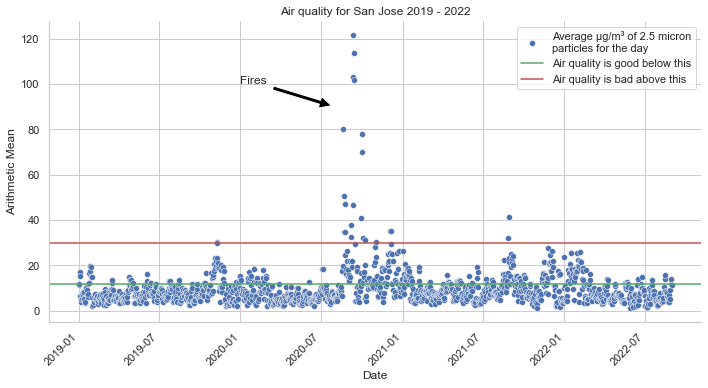 Air quality for San Jose 2019 - 2022
Average µg/m³ of 2.5 micron
particles for the day
Air quality is good below this
Air quality is bad above this
Fires
Arithmetic Mean
120
100
80
60
40
20
0
2019-01
2019-07
2020-01
2020-07
2021-01
2021-07
2022-01
2022-07
Date